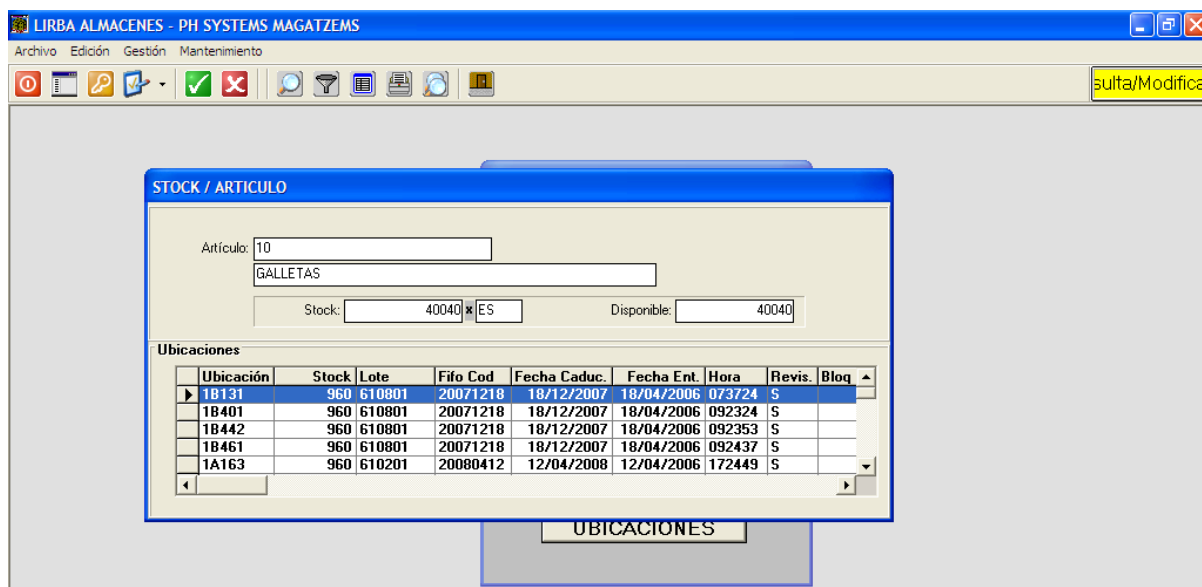 LIRBA ALMACENES - PH SYSTEMS MAGATZEMS
Archivo Edición Gestión Mantenimiento
sulta/Modifica
STOCK / ARTICULO
Artículo: 10
GALLETAS
Stock: 40040 x ES Disponible: 40040
Ubicaciones
Ubicación Stock Lote Fifo Cod Fecha Caduc. Fecha Ent. Hora Revis. Bloq
1B131 960 610801 20071218 18/12/2007 18/04/2006 073724 S
1B401 960 610801 20071218 18/12/2007 18/04/2006 092324 S
1B442 960 610801 20071218 18/12/2007 18/04/2006 092353 S
1B461 960 610801 20071218 18/12/2007 18/04/2006 092437 S
1A163 960 610201 20080412 12/04/2008 12/04/2006 172449 S
UBICACIONES